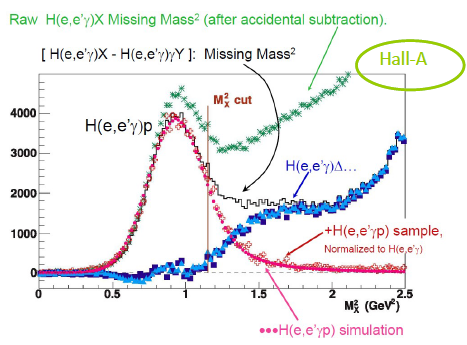 Raw H(e,e'γ)X Missing Mass² (after accidental subtraction).
[ H(e,e'γ)X - H(e,e'γ)γY ]: Missing Mass²
Hall-A
M²X cut
H(e,e'γ)p
4000
3000
2000
1000
0
H(e,e'γ)Δ...
+H(e,e'γp) sample,
Normalized to H(e,e'γ)
0 0.5 1 1.5 2 2.5
M²X (GeV²)
●●●H(e,e'γp) simulation